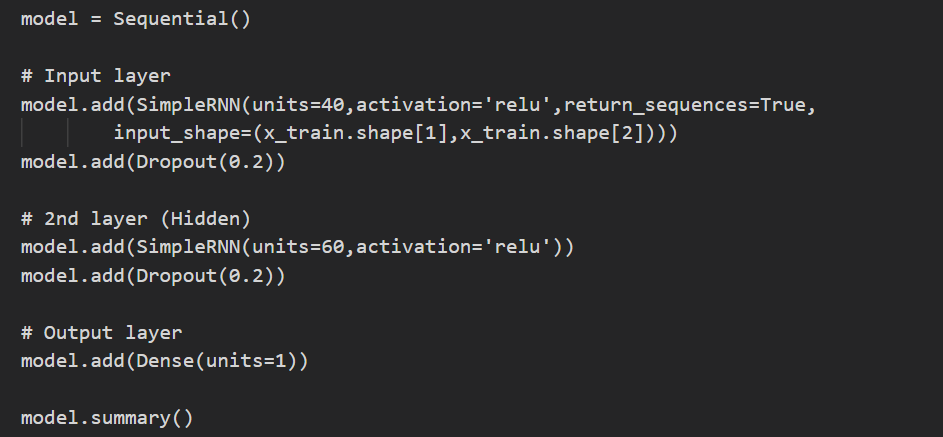 model = Sequential()
# Input layer
model.add(SimpleRNN(units=40,activation='relu',return_sequences=True,
input_shape=(x_train.shape[1],x_train.shape[2])))
model.add(Dropout(0.2))
# 2nd layer (Hidden)
model.add(SimpleRNN(units=60,activation='relu'))
model.add(Dropout(0.2))
# Output layer
model.add(Dense(units=1))
model.summary()